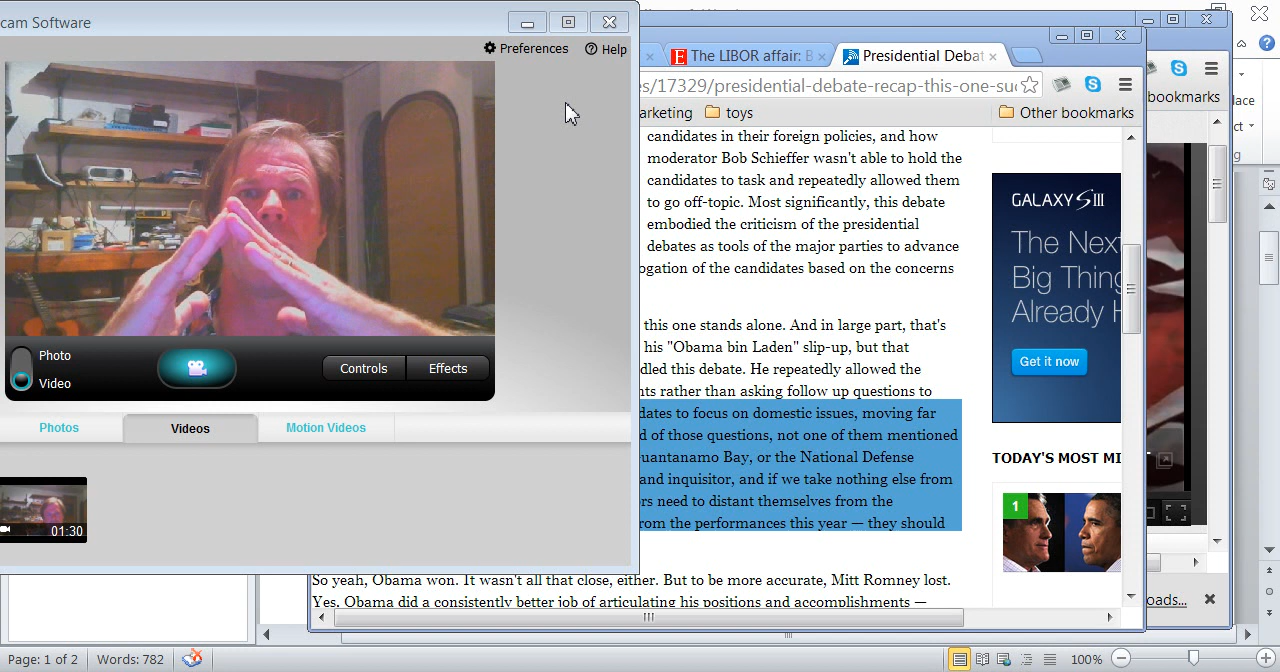 cam Software
Preferences
Help
Photo
Video
Controls
Effects
Photos
Videos
Motion Videos
01:30
The LIBOR affair: B
Presidential Debat
es/17329/presidential-debate-recap-this-one-suc
arketing
toys
Other bookmarks
bookmarks
candidates in their foreign policies, and how
moderator Bob Schieffer wasn't able to hold the
candidates to task and repeatedly allowed them
to go off-topic. Most significantly, this debate
embodied the criticism of the presidential
debates as tools of the major parties to advance
ogation of the candidates based on the concerns
this one stands alone. And in large part, that's
his "Obama bin Laden" slip-up, but that
dled this debate. He repeatedly allowed the
nts rather than asking follow up questions to
dates to focus on domestic issues, moving far
d of those questions, not one of them mentioned
uantanamo Bay, or the National Defense
and inquisitor, and if we take nothing else from
rs need to distant themselves from the
rom the performances this year — they should
So yeah, Obama won. It wasn't all that close, either. But to be more accurate, Mitt Romney lost.
Yes, Obama did a consistently better job of articulating his positions and accomplishments —
GALAXY SIII
The Next
Big Thing
Already H
Get it now
TODAY'S MOST MI
1
lace
ct
g
oads...
Page: 1 of 2
Words: 782
100%